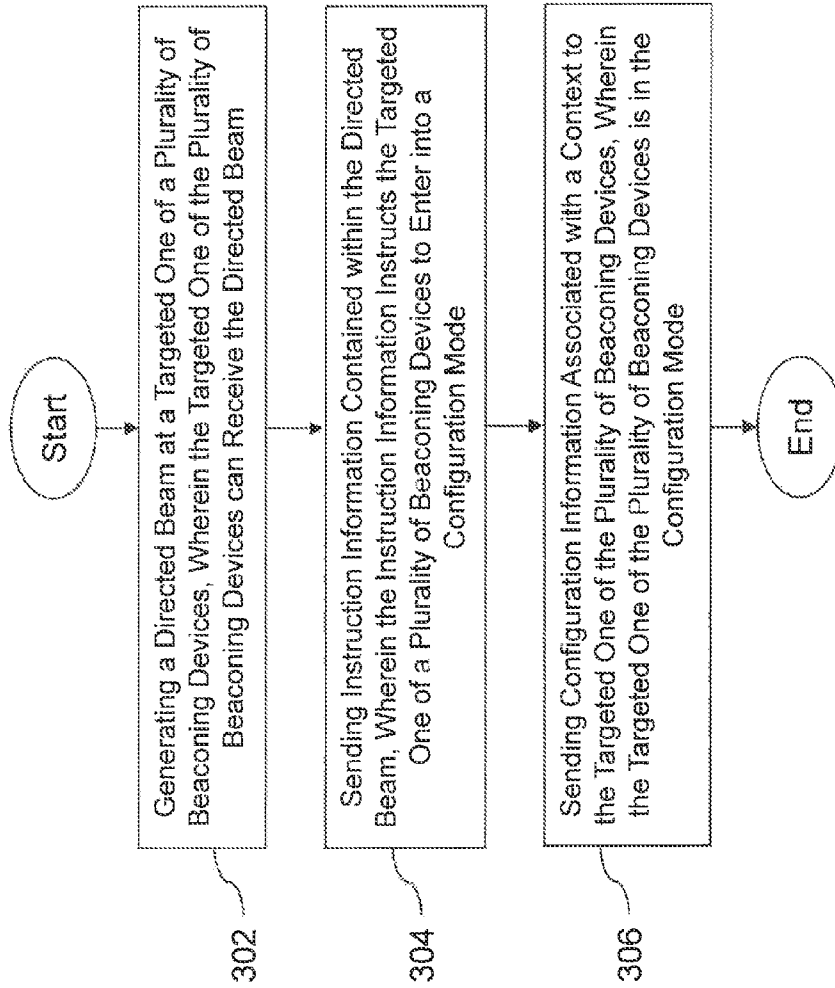 Start
Generating a Directed Beam at a Targeted One of a Plurality of
Beaconing Devices, Wherein the Targeted One of the Plurality of
Beaconing Devices can Receive the Directed Beam
302
Sending Instruction Information Contained within the Directed
Beam, Wherein the Instruction Information Instructs the Targeted
One of a Plurality of Beaconing Devices to Enter into a
Configuration Mode
304
Sending Configuration Information Associated with a Context to
the Targeted One of the Plurality of Beaconing Devices, Wherein
the Targeted One of the Plurality of Beaconing Devices is in the
Configuration Mode
306
End